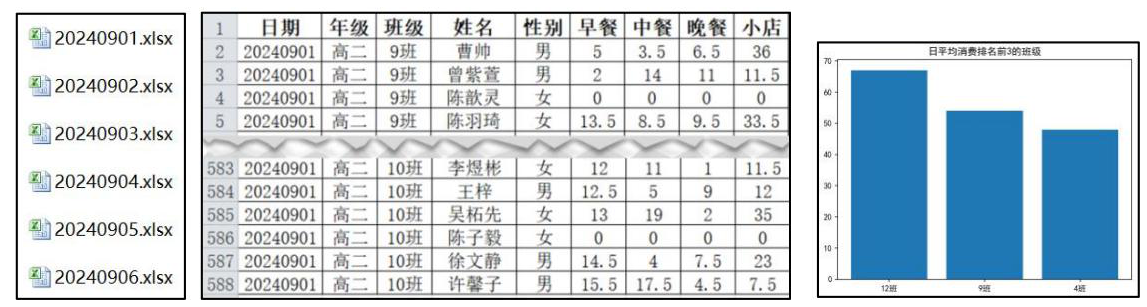 20240901.xlsx
20240902.xlsx
20240903.xlsx
20240904.xlsx
20240905.xlsx
20240906.xlsx
1 日期 年级 班级 姓名 性别 早餐 中餐 晚餐 小店
2 20240901 高二 9班 曹帅 男 5 3.5 6.5 36
3 20240901 高二 9班 曾紫萱 男 2 14 11 11.5
4 20240901 高二 9班 陈歆灵 女 0 0 0 0
5 20240901 高二 9班 陈羽琦 女 13.5 8.5 9.5 33.5
583 20240901 高二 10班 李煜彬 女 12 11 1 11.5
584 20240901 高二 10班 王梓 男 12.5 5 9 12
585 20240901 高二 10班 吴柘先 女 13 19 2 35
586 20240901 高二 10班 陈子毅 女 0 0 0 0
587 20240901 高二 10班 徐文静 男 14.5 4 7.5 23
588 20240901 高二 10班 许馨子 男 15.5 17.5 4.5 7.5
日平均消费排名前3的班级
70
60
50
40
30
20
10
0
12班 9班 4班